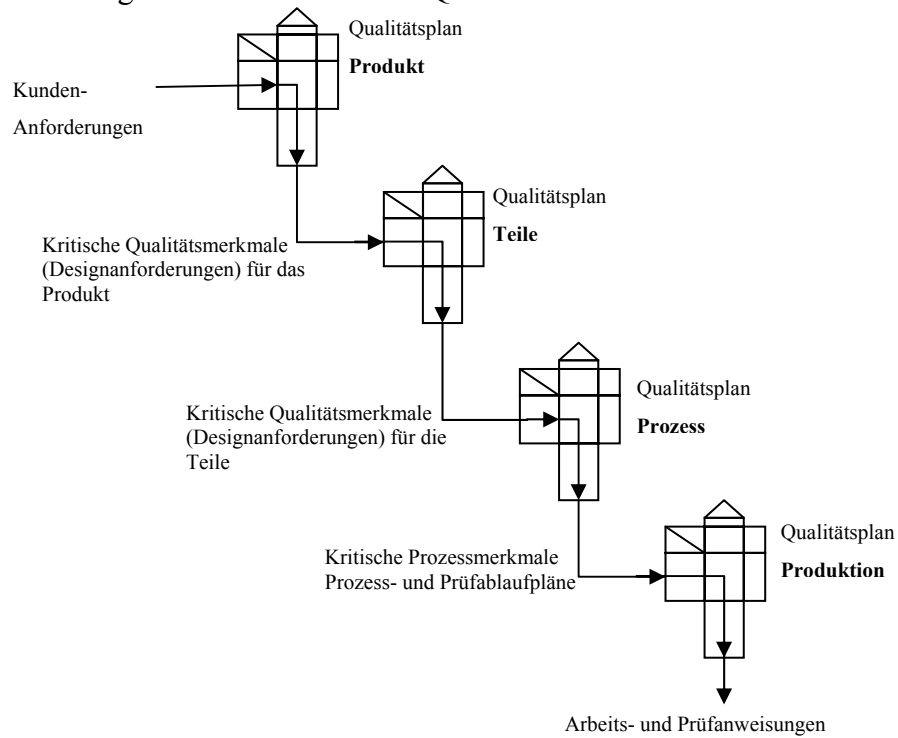 Qualitätsplan
Produkt
Kunden-
Anforderungen
Qualitätsplan
Teile
Kritische Qualitätsmerkmale
(Designanforderungen) für das
Produkt
Qualitätsplan
Prozess
Kritische Qualitätsmerkmale
(Designanforderungen) für die
Teile
Qualitätsplan
Produktion
Kritische Prozessmerkmale
Prozess- und Prüfablaufpläne
Arbeits- und Prüfanweisungen